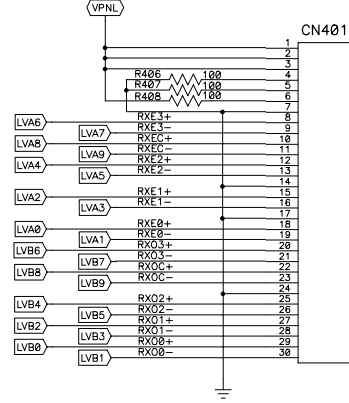 VPNL
CN401
1
2
3
R406 100 4
R407 100 5
R408 100 6
7
LVA6 RXE3+ 8
LVA7 RXE3- 9
LVA8 RXEC+ 10
LVA9 RXEC- 11
LVA4 RXE2+ 12
LVA5 RXE2- 13
14
LVA2 RXE1+ 15
LVA3 RXE1- 16
17
LVA0 RXE0+ 18
LVA1 RXE0- 19
LVB6 RXO3+ 20
LVB7 RXO3- 21
LVB8 RXOC+ 22
LVB9 RXOC- 23
24
LVB4 RXO2+ 25
LVB5 RXO2- 26
LVB2 RXO1+ 27
LVB3 RXO1- 28
LVB0 RXO0+ 29
LVB1 RXO0- 30